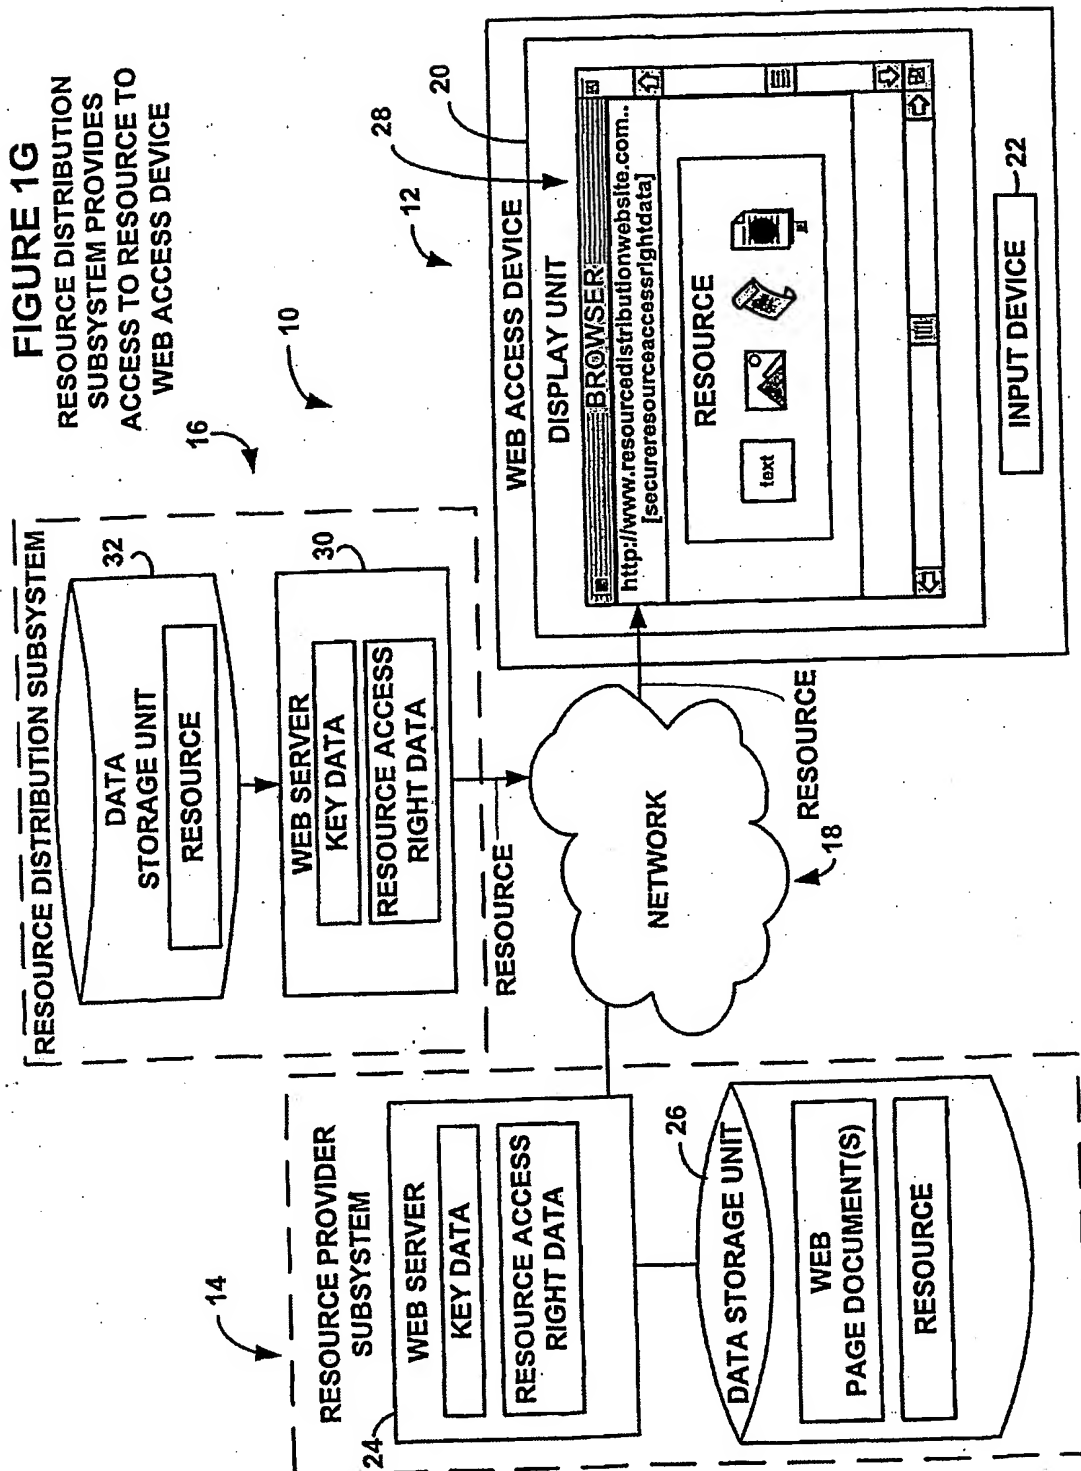 FIGURE 1G
RESOURCE DISTRIBUTION
SUBSYSTEM PROVIDES
ACCESS TO RESOURCE TO
WEB ACCESS DEVICE
10
12
14
16
RESOURCE DISTRIBUTION SUBSYSTEM
32
DATA
STORAGE UNIT
RESOURCE
30
WEB SERVER
KEY DATA
RESOURCE ACCESS
RIGHT DATA
RESOURCE
RESOURCE PROVIDER
SUBSYSTEM
24
WEB SERVER
KEY DATA
RESOURCE ACCESS
RIGHT DATA
26
DATA STORAGE UNIT
WEB
PAGE DOCUMENT(S)
RESOURCE
NETWORK
18
RESOURCE
WEB ACCESS DEVICE
20
28
DISPLAY UNIT
BROWSER
http://www.resourcedistributionwebsite.com..
[secureresourceaccessrightdata]
RESOURCE
text
INPUT DEVICE
22